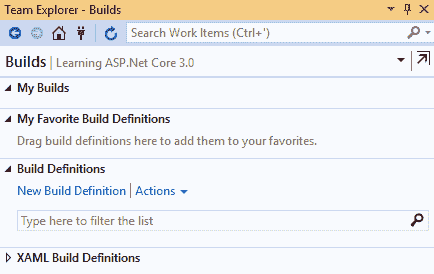 Team Explorer - Builds
Search Work Items (Ctrl+')
Builds | Learning ASP.Net Core 3.0
My Builds
My Favorite Build Definitions
Drag build definitions here to add them to your favorites.
Build Definitions
New Build Definition | Actions
Type here to filter the list
XAML Build Definitions